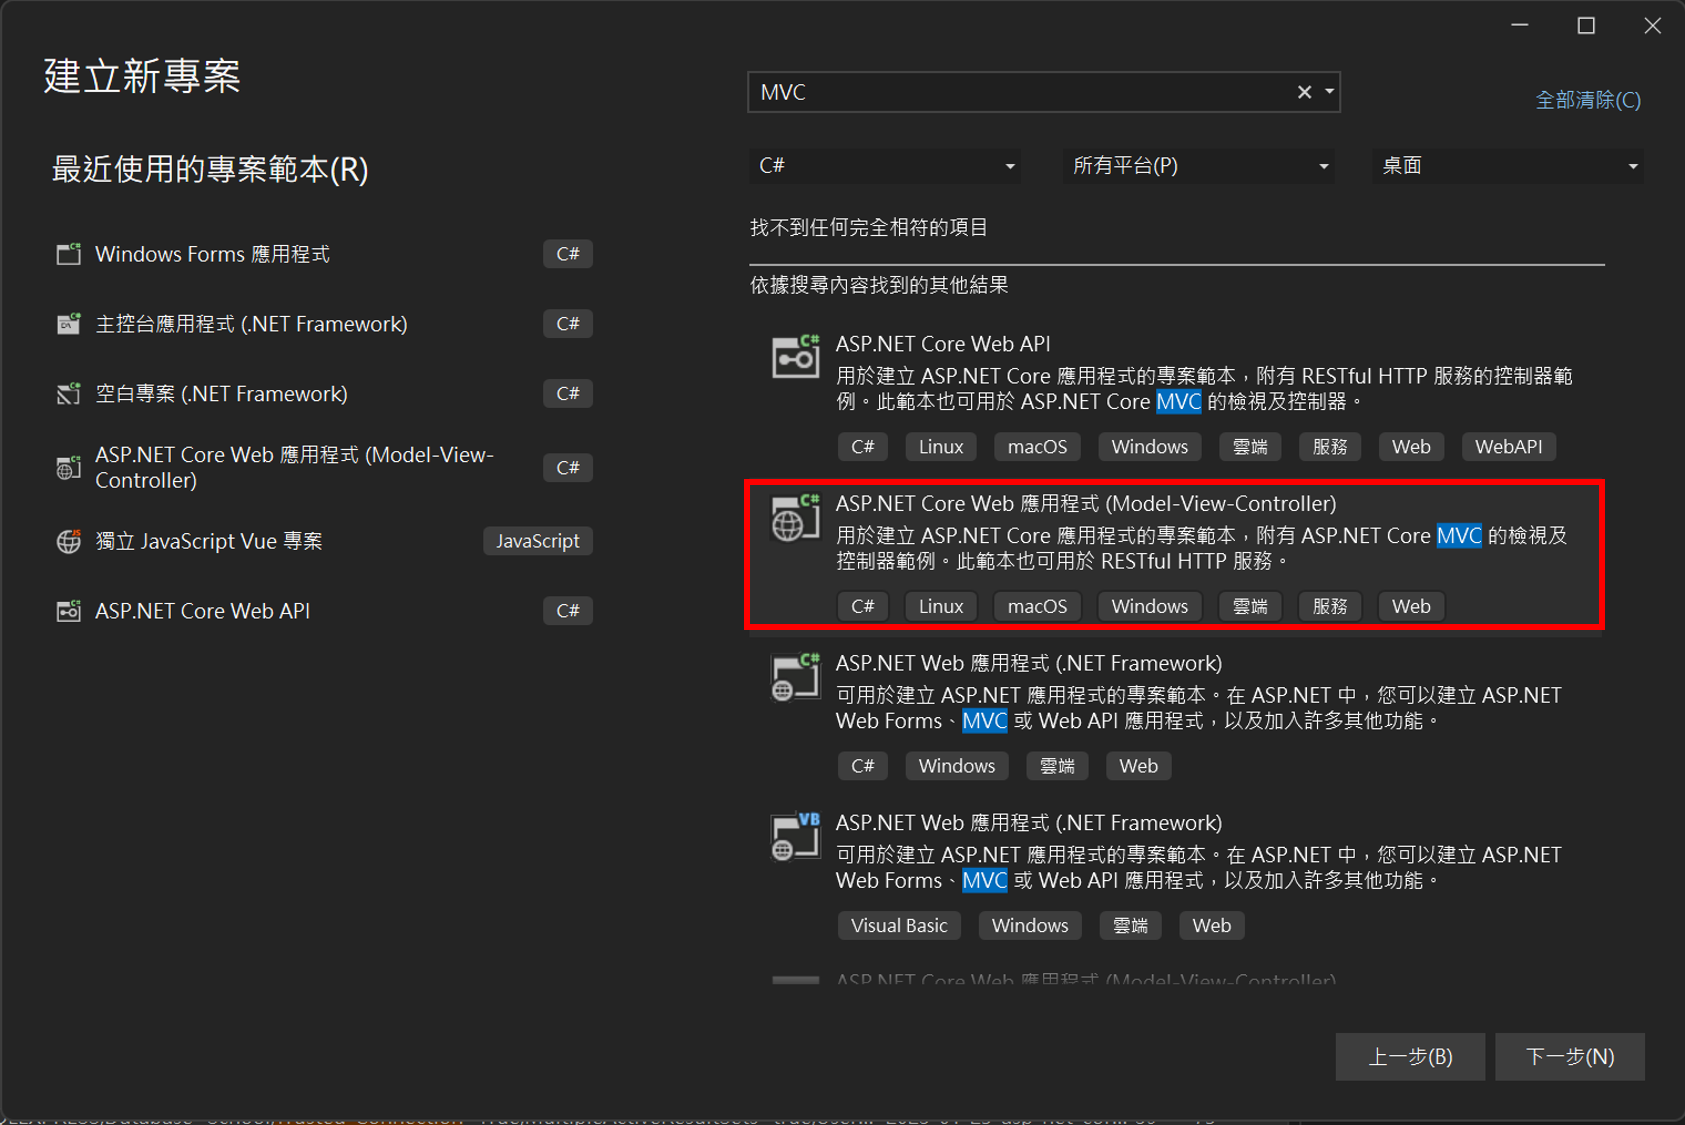 建立新專案
MVC
全部清除(C)
最近使用的專案範本(R)
C#
所有平台(P)
桌面
找不到任何完全相符的項目
依據搜尋內容找到的其他結果
Windows Forms 應用程式
C#
主控台應用程式 (.NET Framework)
C#
空白專案 (.NET Framework)
C#
ASP.NET Core Web 應用程式 (Model-View-
Controller)
C#
獨立 JavaScript Vue 專案
JavaScript
ASP.NET Core Web API
C#
ASP.NET Core Web API
用於建立 ASP.NET Core 應用程式的專案範本，附有 RESTful HTTP 服務的控制器範
例。此範本也可用於 ASP.NET Core MVC 的檢視及控制器。
C# Linux macOS Windows 雲端 服務 Web WebAPI
ASP.NET Core Web 應用程式 (Model-View-Controller)
用於建立 ASP.NET Core 應用程式的專案範本，附有 ASP.NET Core MVC 的檢視及
控制器範例。此範本也可用於 RESTful HTTP 服務。
C# Linux macOS Windows 雲端 服務 Web
ASP.NET Web 應用程式 (.NET Framework)
可用於建立 ASP.NET 應用程式的專案範本。在 ASP.NET 中，您可以建立 ASP.NET
Web Forms、MVC 或 Web API 應用程式，以及加入許多其他功能。
C# Windows 雲端 Web
ASP.NET Web 應用程式 (.NET Framework)
可用於建立 ASP.NET 應用程式的專案範本。在 ASP.NET 中，您可以建立 ASP.NET
Web Forms、MVC 或 Web API 應用程式，以及加入許多其他功能。
Visual Basic Windows 雲端 Web
ASP.NET Core Web 應用程式 (Model-View-Controller)
上一步(B)
下一步(N)